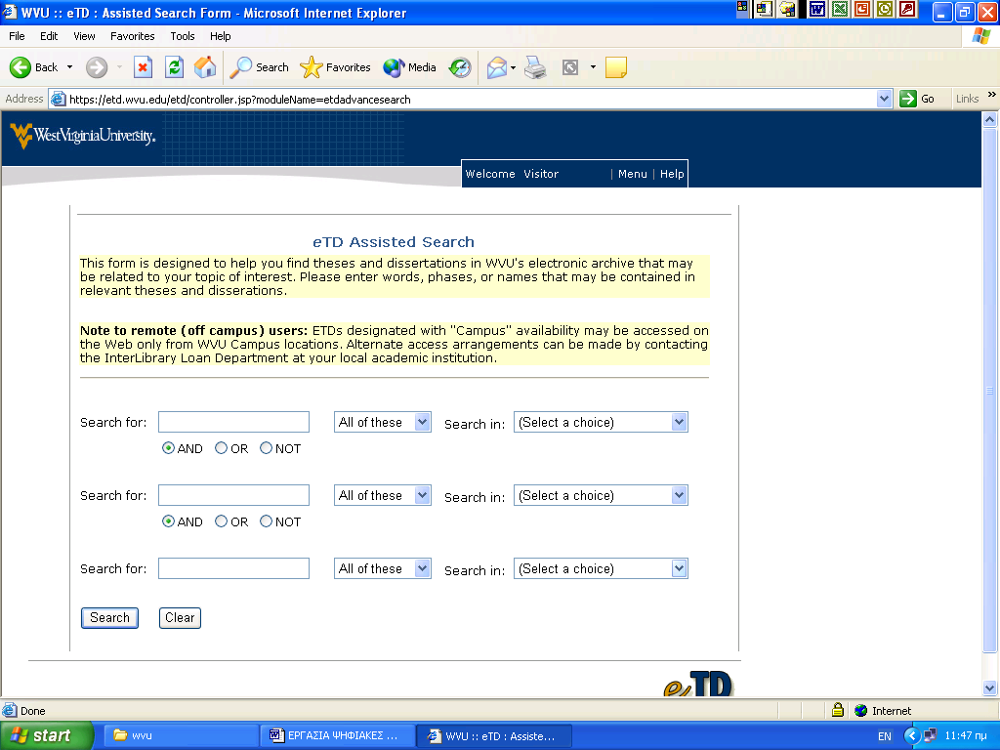 WVU :: eTD : Assisted Search Form - Microsoft Internet Explorer
File Edit View Favorites Tools Help
Back Search Favorites Media
Address https://etd.wvu.edu/etd/controller.jsp?moduleName=etdadvancesearch Go Links »
WestVirginiaUniversity.
Welcome Visitor | Menu | Help
eTD Assisted Search
This form is designed to help you find theses and dissertations in WVU's electronic archive that may
be related to your topic of interest. Please enter words, phases, or names that may be contained in
relevant theses and disserations.
Note to remote (off campus) users: ETDs designated with "Campus" availability may be accessed on
the Web only from WVU Campus locations. Alternate access arrangements can be made by contacting
the InterLibrary Loan Department at your local academic institution.
Search for: All of these Search in: (Select a choice)
AND OR NOT
Search for: All of these Search in: (Select a choice)
AND OR NOT
Search for: All of these Search in: (Select a choice)
Search Clear
eTD
Done Internet
start wvu ΕΡΓΑΣΙΑ ΨΗΦΙΑΚΕΣ ... WVU :: eTD : Assiste... EN 11:47 πμ